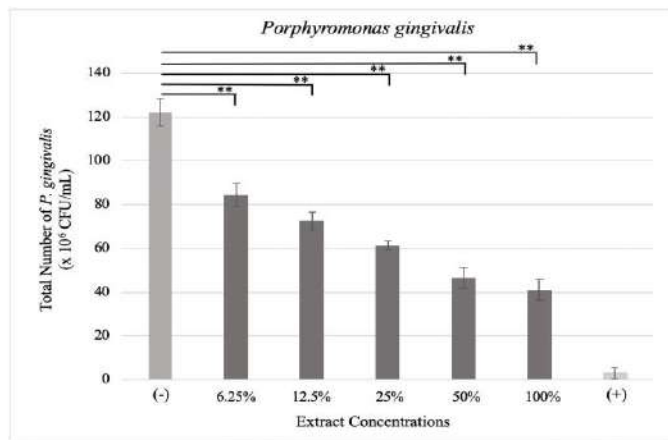 Porphyromonas gingivalis
**
**
**
**
**
140
120
100
80
60
40
20
0
Total Number of P. gingivalis
(x 10⁶ CFU/mL)
(-) 6.25% 12.5% 25% 50% 100% (+)
Extract Concentrations